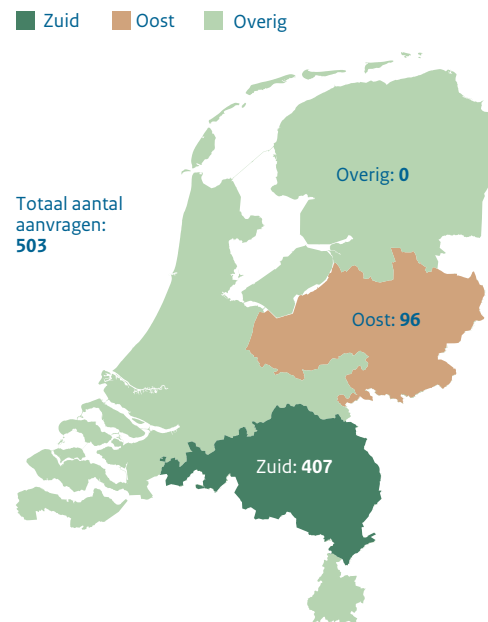 Zuid Oost Overig
Overig: 0
Totaal aantal
aanvragen:
503
Oost: 96
Zuid: 407